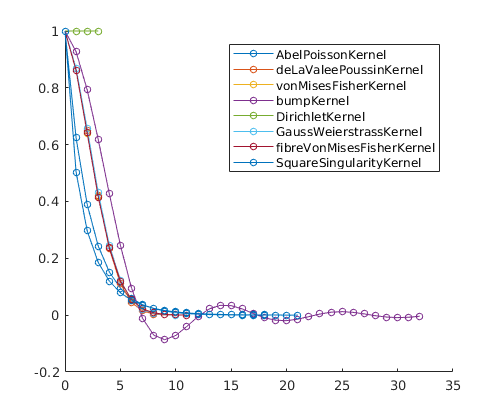 1
0.8
0.6
0.4
0.2
0
-0.2
0 5 10 15 20 25 30 35
AbelPoissonKernel
deLaValeePoussinKernel
vonMisesFisherKernel
bumpKernel
DirichletKernel
GaussWeierstrassKernel
fibreVonMisesFisherKernel
SquareSingularityKernel